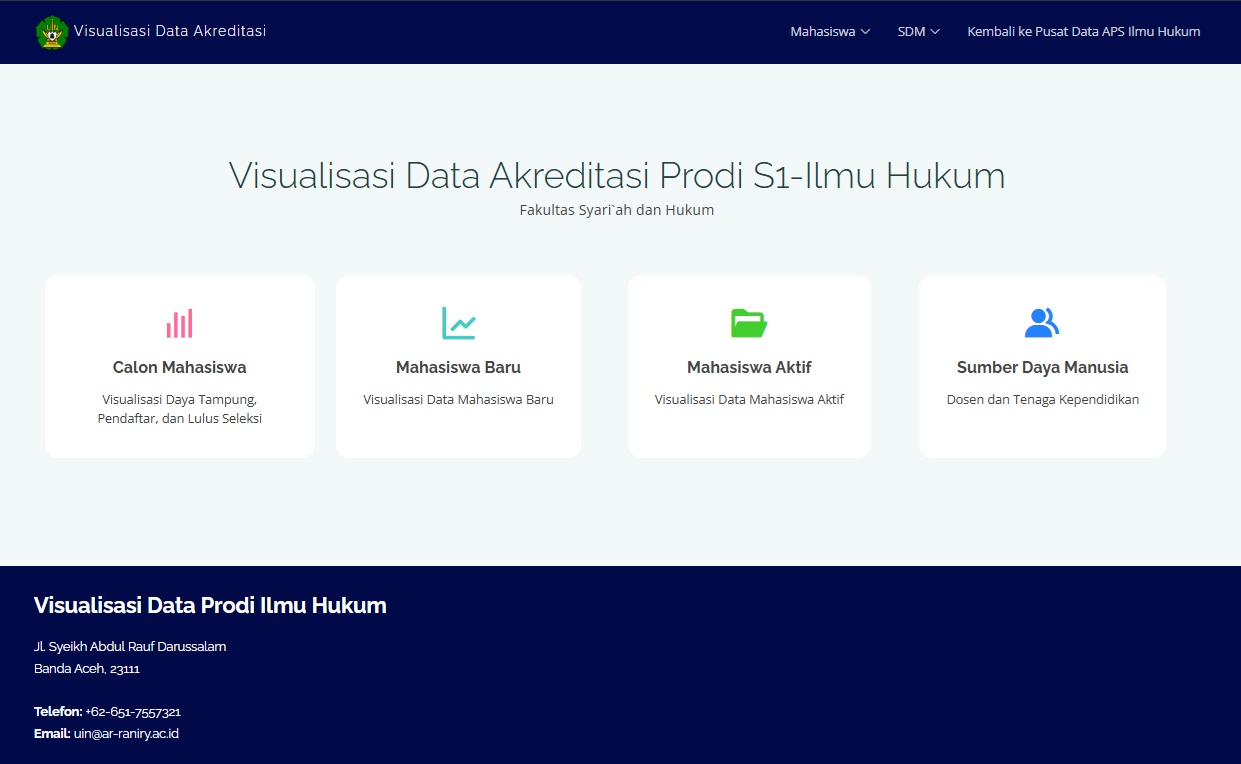 Visualisasi Data Akreditasi
Mahasiswa
SDM
Kembali ke Pusat Data APS Ilmu Hukum
Visualisasi Data Akreditasi Prodi S1-Ilmu Hukum
Fakultas Syari`ah dan Hukum
Calon Mahasiswa
Visualisasi Daya Tampung,
Pendaftar, dan Lulus Seleksi
Mahasiswa Baru
Visualisasi Data Mahasiswa Baru
Mahasiswa Aktif
Visualisasi Data Mahasiswa Aktif
Sumber Daya Manusia
Dosen dan Tenaga Kependidikan
Visualisasi Data Prodi Ilmu Hukum
Jl. Syeikh Abdul Rauf Darussalam
Banda Aceh, 23111
Telefon: +62-651-7557321
Email: uin@ar-raniry.ac.id